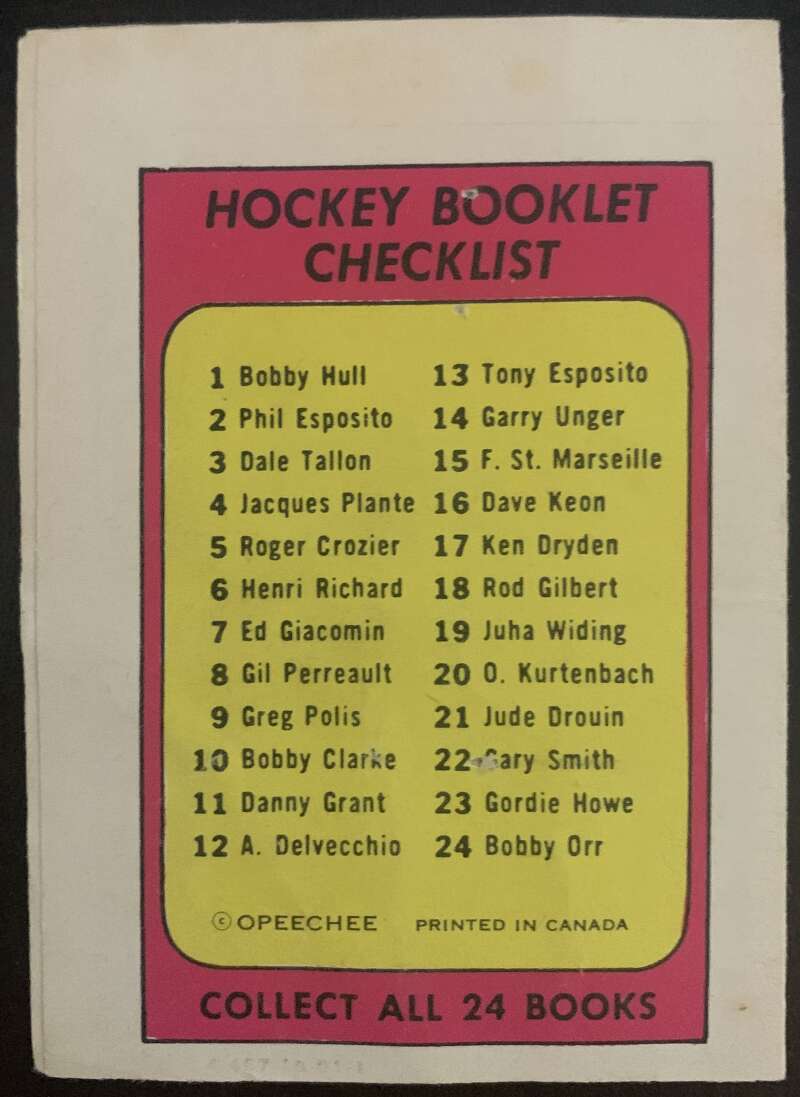 HOCKEY BOOKLET
CHECKLIST
1 Bobby Hull
2 Phil Esposito
3 Dale Tallon
4 Jacques Plante
5 Roger Crozier
6 Henri Richard
7 Ed Giacomin
8 Gil Perreault
9 Greg Polis
10 Bobby Clarke
11 Danny Grant
12 A. Delvecchio
13 Tony Esposito
14 Garry Unger
15 F. St. Marseille
16 Dave Keon
17 Ken Dryden
18 Rod Gilbert
19 Juha Widing
20 O. Kurtenbach
21 Jude Drouin
22 Gary Smith
23 Gordie Howe
24 Bobby Orr
© OPEECHEE PRINTED IN CANADA
COLLECT ALL 24 BOOKS